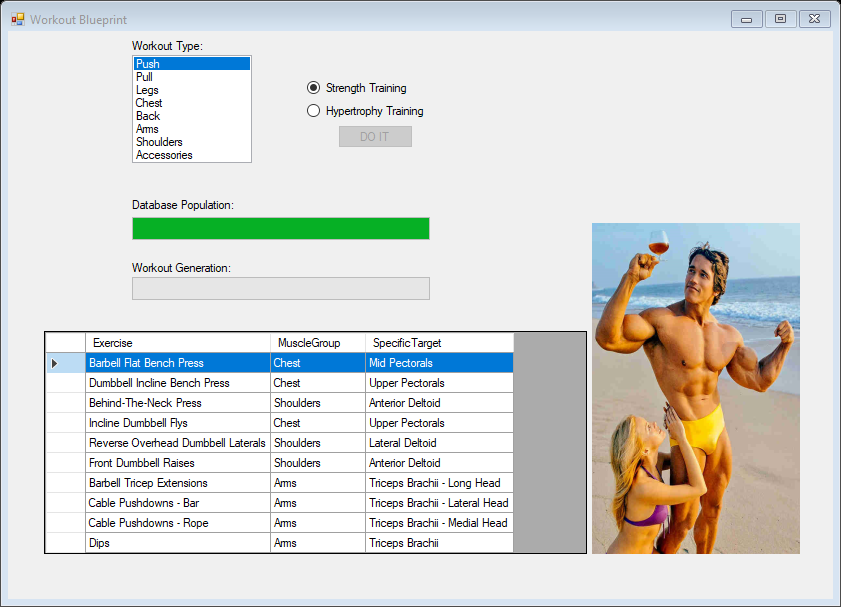 Workout Blueprint
Workout Type:
Push
Pull
Legs
Chest
Back
Arms
Shoulders
Accessories
Strength Training
Hypertrophy Training
DO IT
Database Population:
Workout Generation:
Exercise MuscleGroup SpecificTarget
Barbell Flat Bench Press Chest Mid Pectorals
Dumbbell Incline Bench Press Chest Upper Pectorals
Behind-The-Neck Press Shoulders Anterior Deltoid
Incline Dumbbell Flys Chest Upper Pectorals
Reverse Overhead Dumbbell Laterals Shoulders Lateral Deltoid
Front Dumbbell Raises Shoulders Anterior Deltoid
Barbell Tricep Extensions Arms Triceps Brachii - Long Head
Cable Pushdowns - Bar Arms Triceps Brachii - Lateral Head
Cable Pushdowns - Rope Arms Triceps Brachii - Medial Head
Dips Arms Triceps Brachii